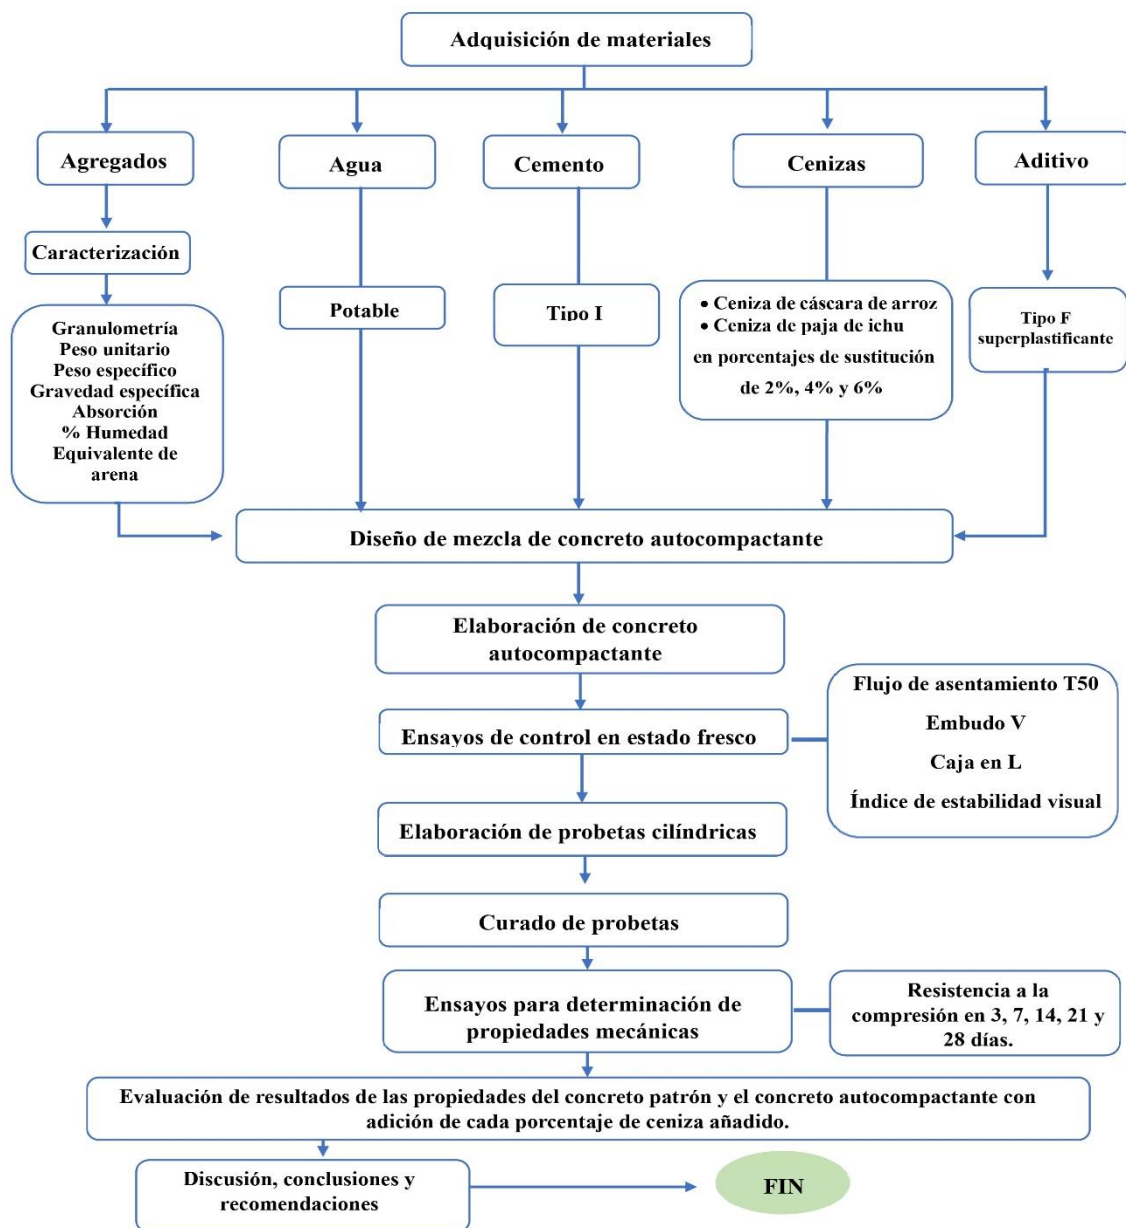 Adquisición de materiales
Agregados
Agua
Cemento
Cenizas
Aditivo
Caracterización
Potable
Tipo I
• Ceniza de cáscara de arroz
• Ceniza de paja de ichu
en porcentajes de sustitución
de 2%, 4% y 6%
Tipo F
superplastificante
Granulometría
Peso unitario
Peso específico
Gravedad específica
Absorción
% Humedad
Equivalente de
arena
Diseño de mezcla de concreto autocompactante
Elaboración de concreto
autocompactante
Ensayos de control en estado fresco
Flujo de asentamiento T50
Embudo V
Caja en L
Índice de estabilidad visual
Elaboración de probetas cilíndricas
Curado de probetas
Ensayos para determinación de
propiedades mecánicas
Resistencia a la
compresión en 3, 7, 14, 21 y
28 días.
Evaluación de resultados de las propiedades del concreto patrón y el concreto autocompactante con
adición de cada porcentaje de ceniza añadido.
Discusión, conclusiones y
recomendaciones
FIN